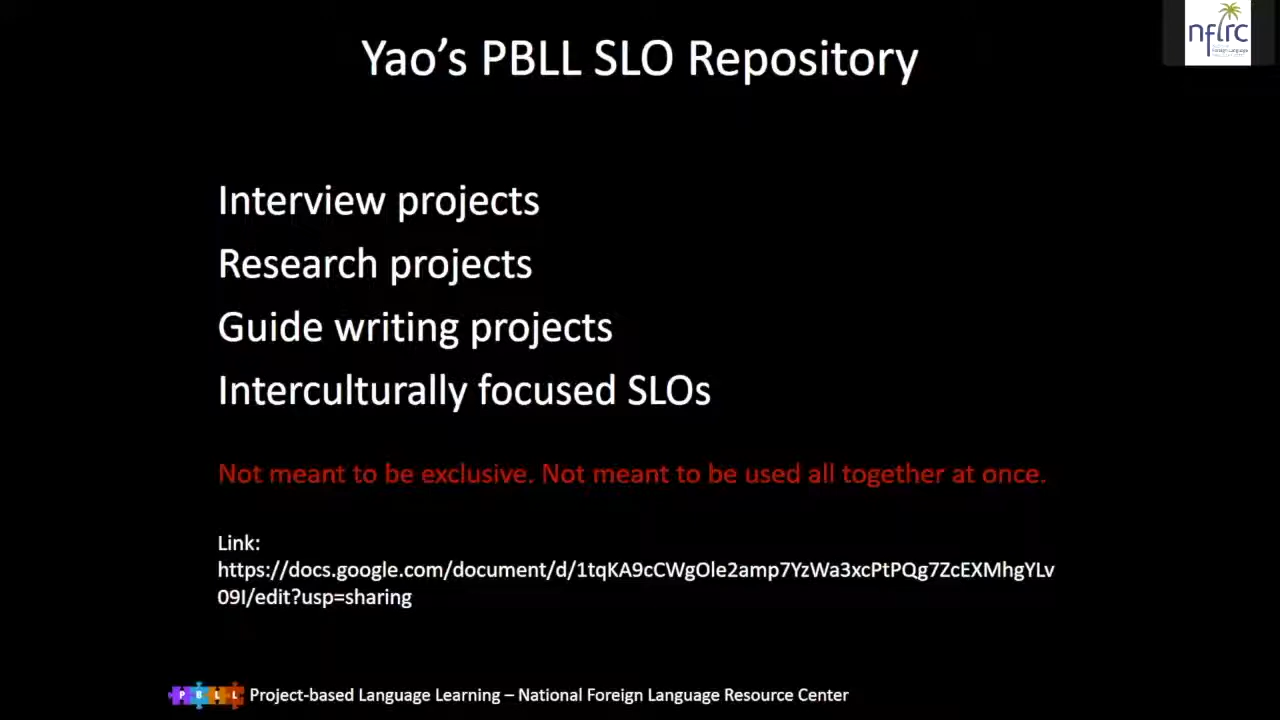 Yao's PBLL SLO Repository
nflrc
Interview projects
Research projects
Guide writing projects
Interculturally focused SLOs
Not meant to be exclusive. Not meant to be used all together at once.
Link:
https://docs.google.com/document/d/1tqKA9cCWgOle2amp7YzWa3xcPtPQg7ZcEXMhgYLv
09I/edit?usp=sharing
PBLL Project-based Language Learning – National Foreign Language Resource Center